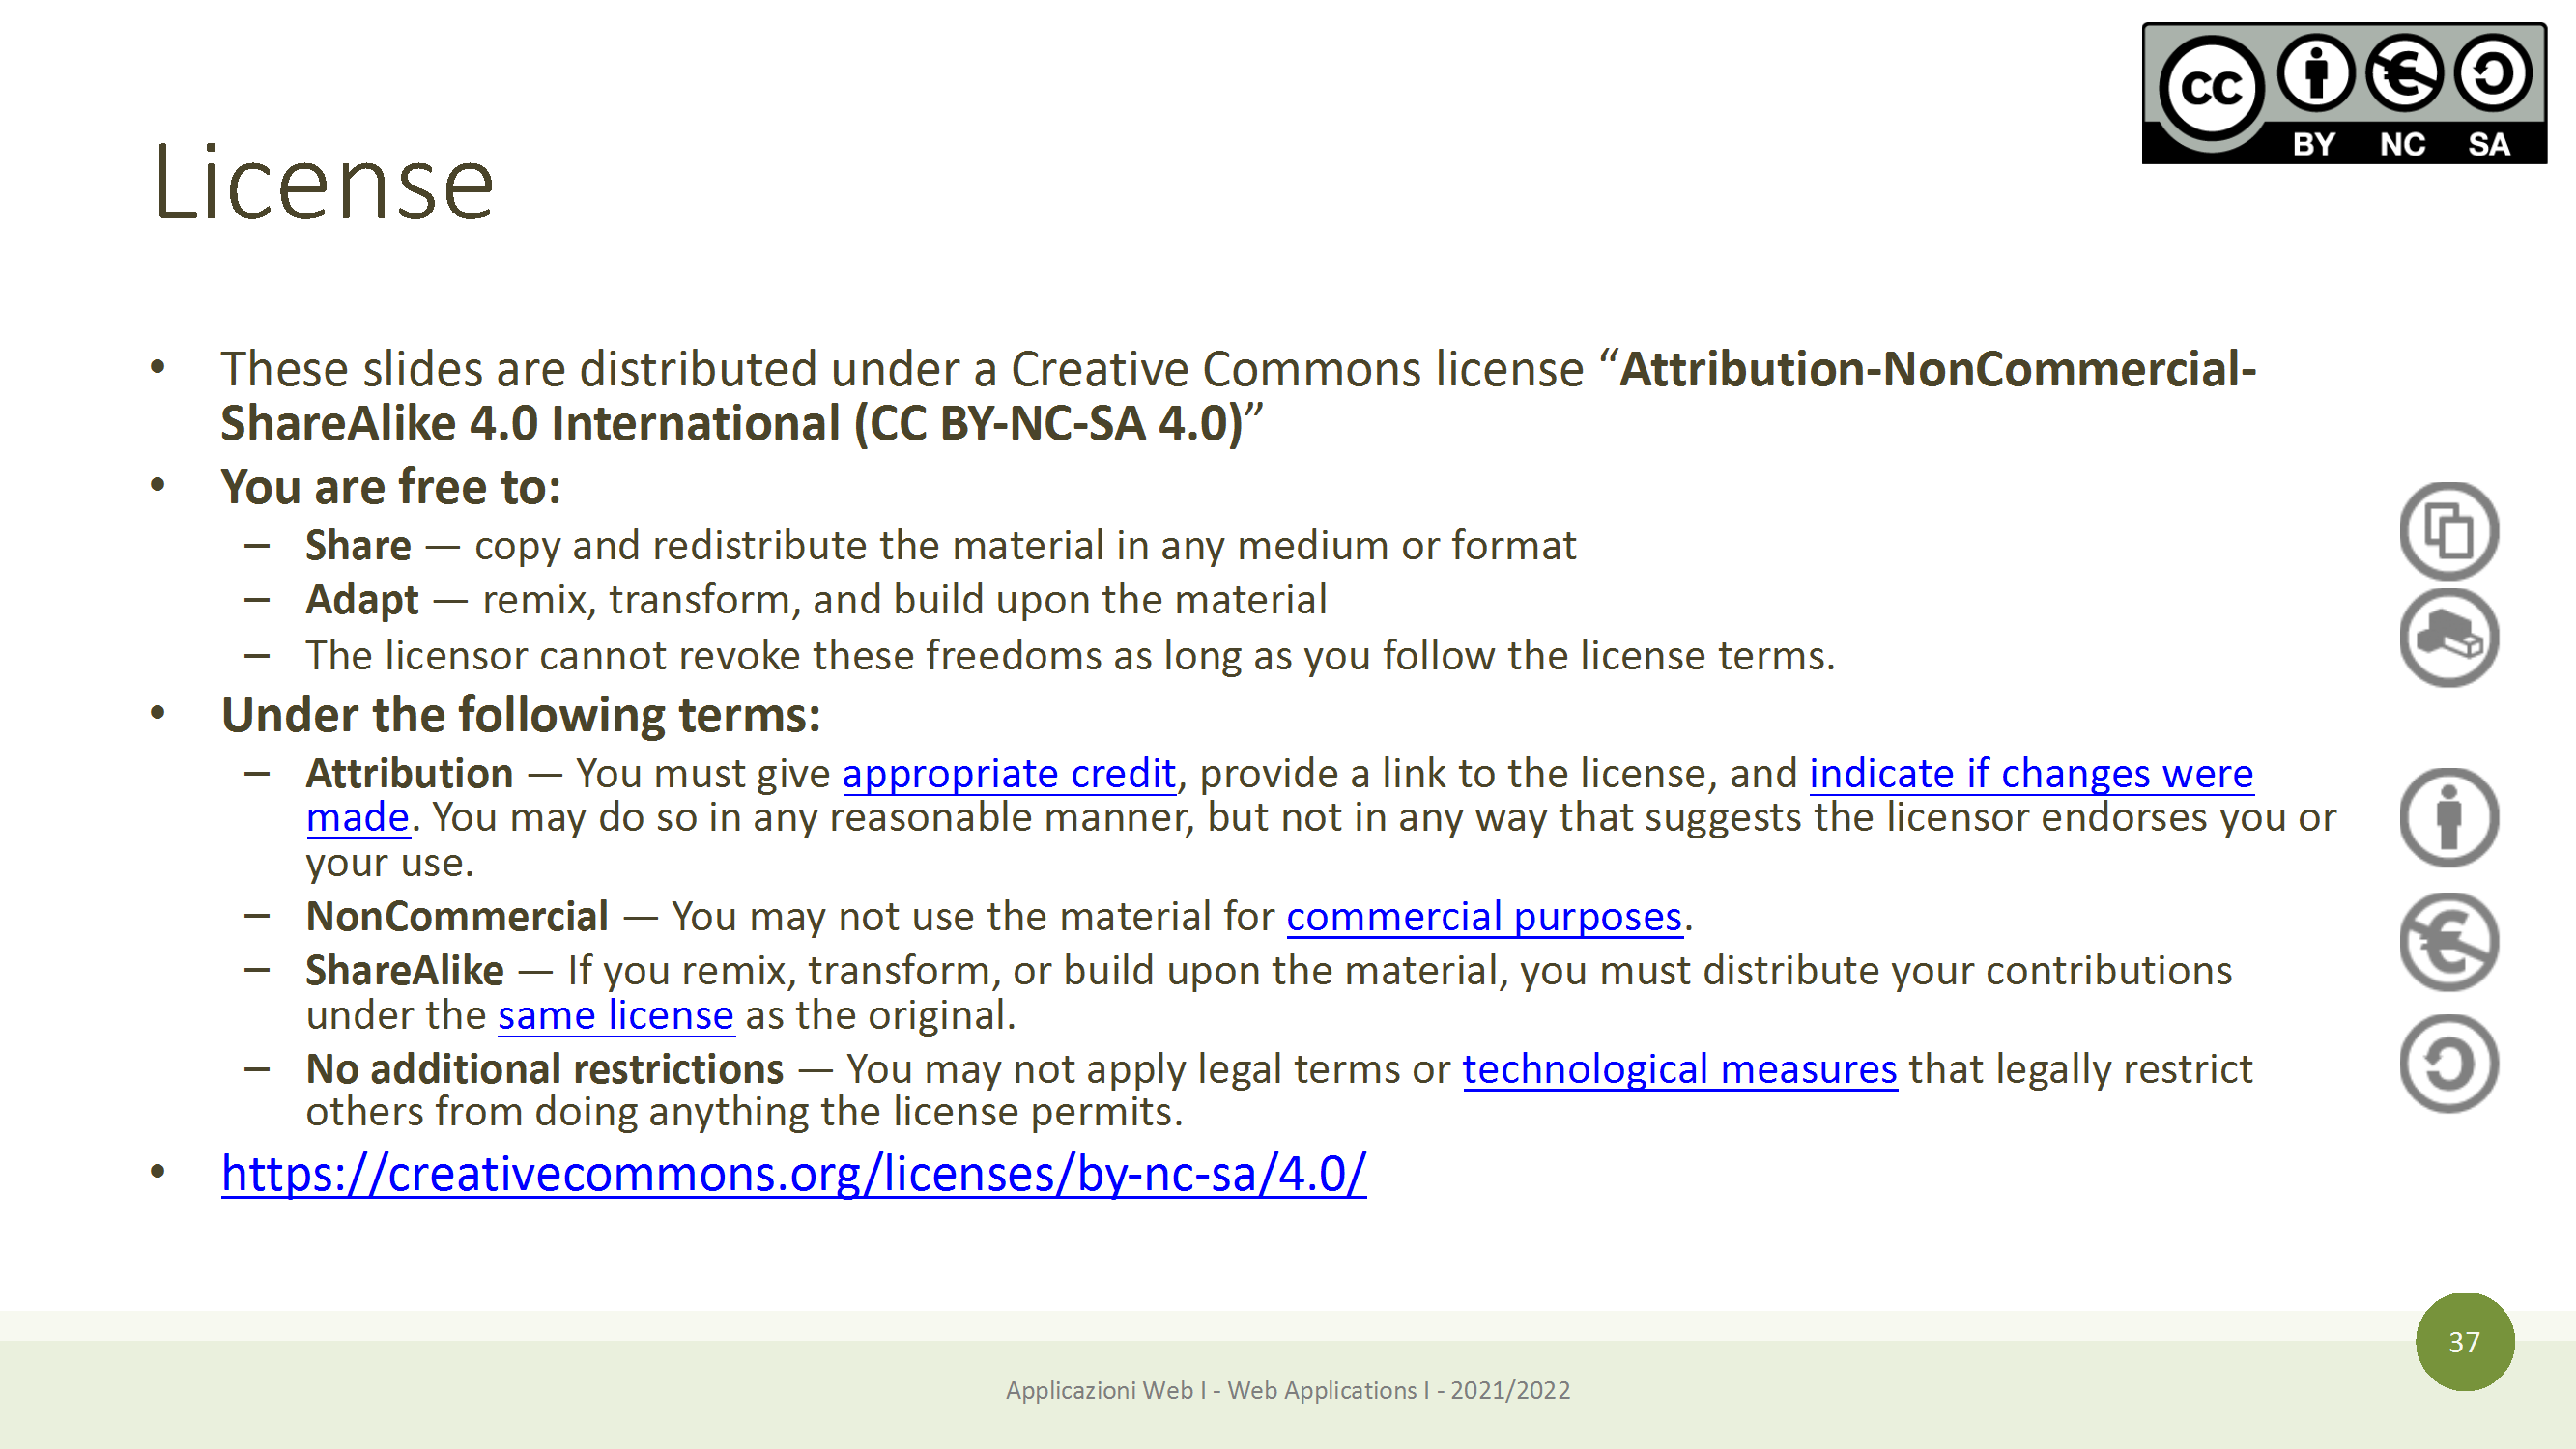 CC BY NC SA
License
• These slides are distributed under a Creative Commons license “Attribution-NonCommercial-
ShareAlike 4.0 International (CC BY-NC-SA 4.0)”
• You are free to:
– Share — copy and redistribute the material in any medium or format
– Adapt — remix, transform, and build upon the material
– The licensor cannot revoke these freedoms as long as you follow the license terms.
• Under the following terms:
– Attribution — You must give appropriate credit, provide a link to the license, and indicate if changes were
made. You may do so in any reasonable manner, but not in any way that suggests the licensor endorses you or
your use.
– NonCommercial — You may not use the material for commercial purposes.
– ShareAlike — If you remix, transform, or build upon the material, you must distribute your contributions
under the same license as the original.
– No additional restrictions — You may not apply legal terms or technological measures that legally restrict
others from doing anything the license permits.
• https://creativecommons.org/licenses/by-nc-sa/4.0/
37
Applicazioni Web I - Web Applications I - 2021/2022